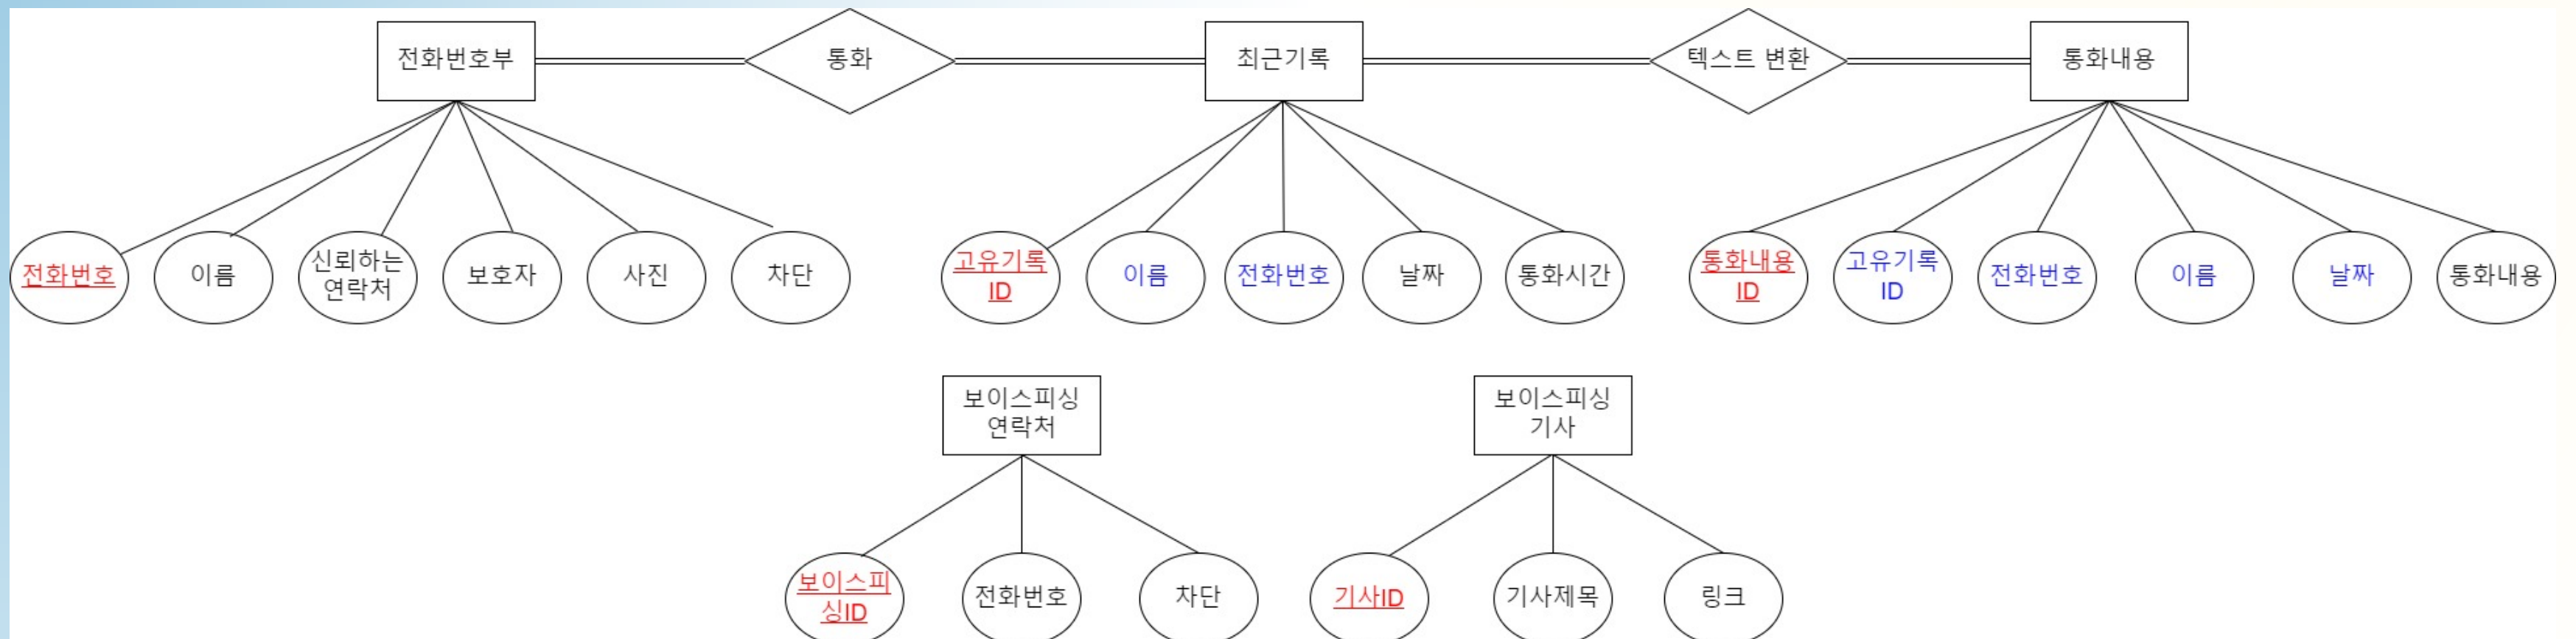 전화번호부
통화
최근기록
텍스트 변환
통화내용
전화번호
이름
신뢰하는
연락처
보호자
사진
차단
고유기록
ID
이름
전화번호
날짜
통화시간
통화내용
ID
고유기록
ID
전화번호
이름
날짜
통화내용
보이스피싱
연락처
보이스피싱
기사
보이스피
싱ID
전화번호
차단
기사ID
기사제목
링크